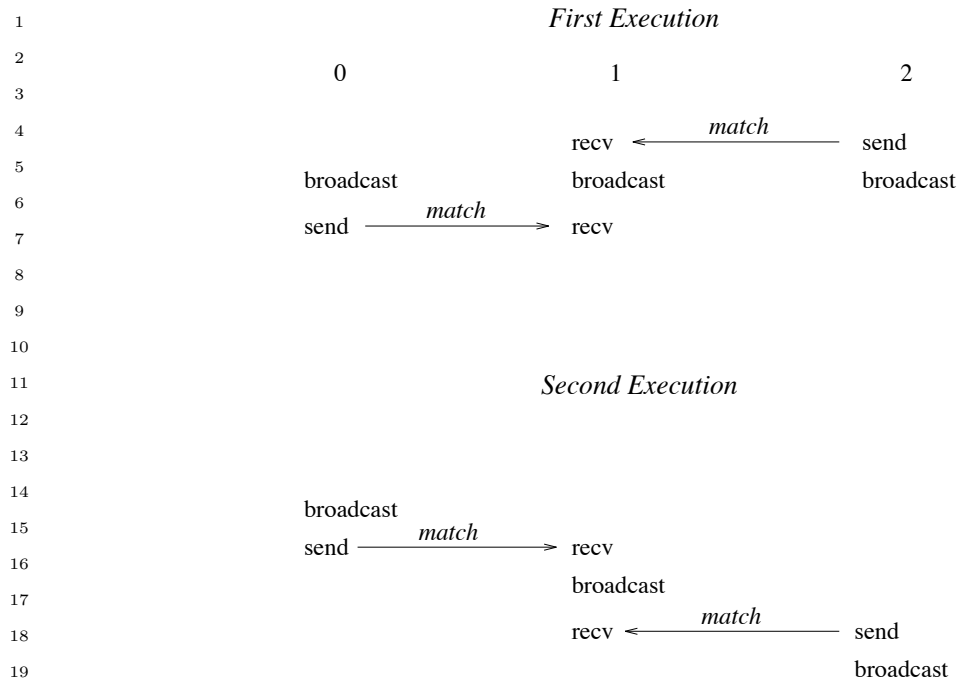 1 First Execution
2
0 1 2
3
4 match
recv send
5 broadcast broadcast broadcast
6 match
7 send recv
8
9
10
11 Second Execution
12
13
14
broadcast
15 match
send recv
16
broadcast
17 match
18 recv send
19 broadcast